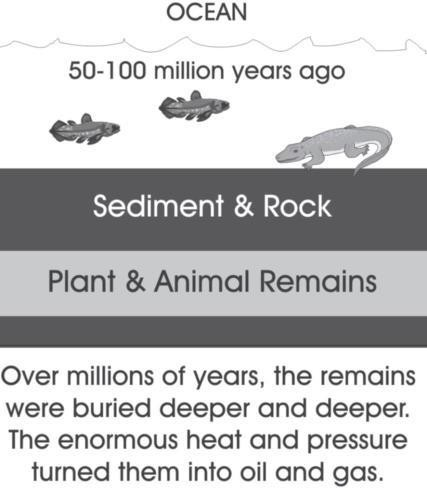 OCEAN
50-100 million years ago
Sediment & Rock
Plant & Animal Remains
Over millions of years, the remains
were buried deeper and deeper.
The enormous heat and pressure
turned them into oil and gas.